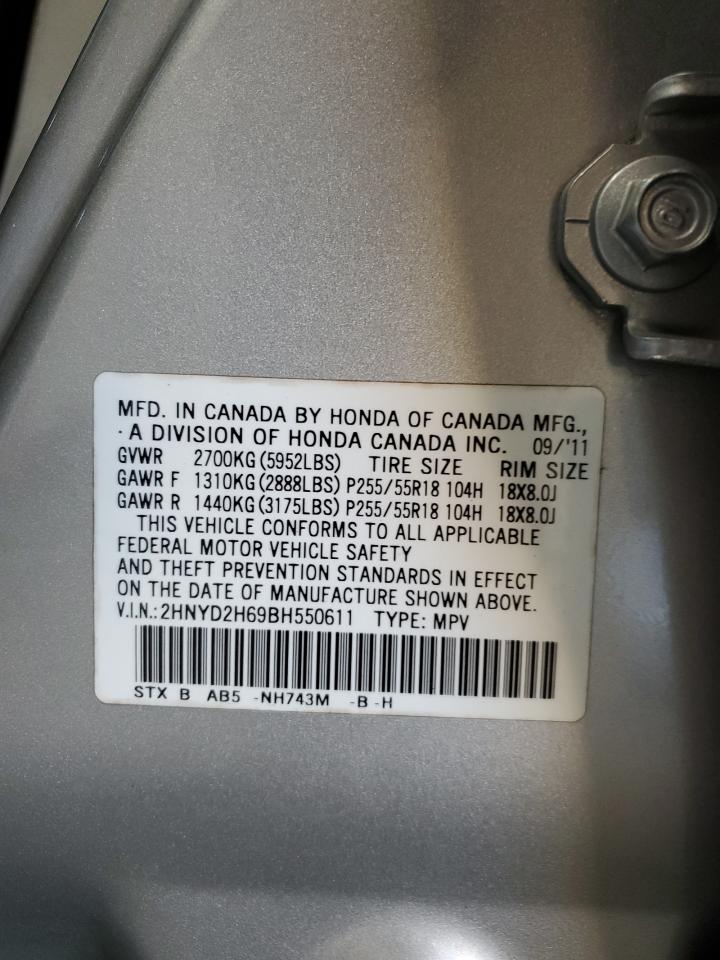 MFD. IN CANADA BY HONDA OF CANADA MFG.,
· A DIVISION OF HONDA CANADA INC. 09/'11
GVWR 2700KG (5952LBS) TIRE SIZE RIM SIZE
GAWR F 1310KG (2888LBS) P255/55R18 104H 18X8.0J
GAWR R 1440KG (3175LBS) P255/55R18 104H 18X8.0J
THIS VEHICLE CONFORMS TO ALL APPLICABLE
FEDERAL MOTOR VEHICLE SAFETY
AND THEFT PREVENTION STANDARDS IN EFFECT
ON THE DATE OF MANUFACTURE SHOWN ABOVE.
V.I.N.: 2HNYD2H69BH550611 TYPE: MPV
STX B AB5 -NH743M -B -H